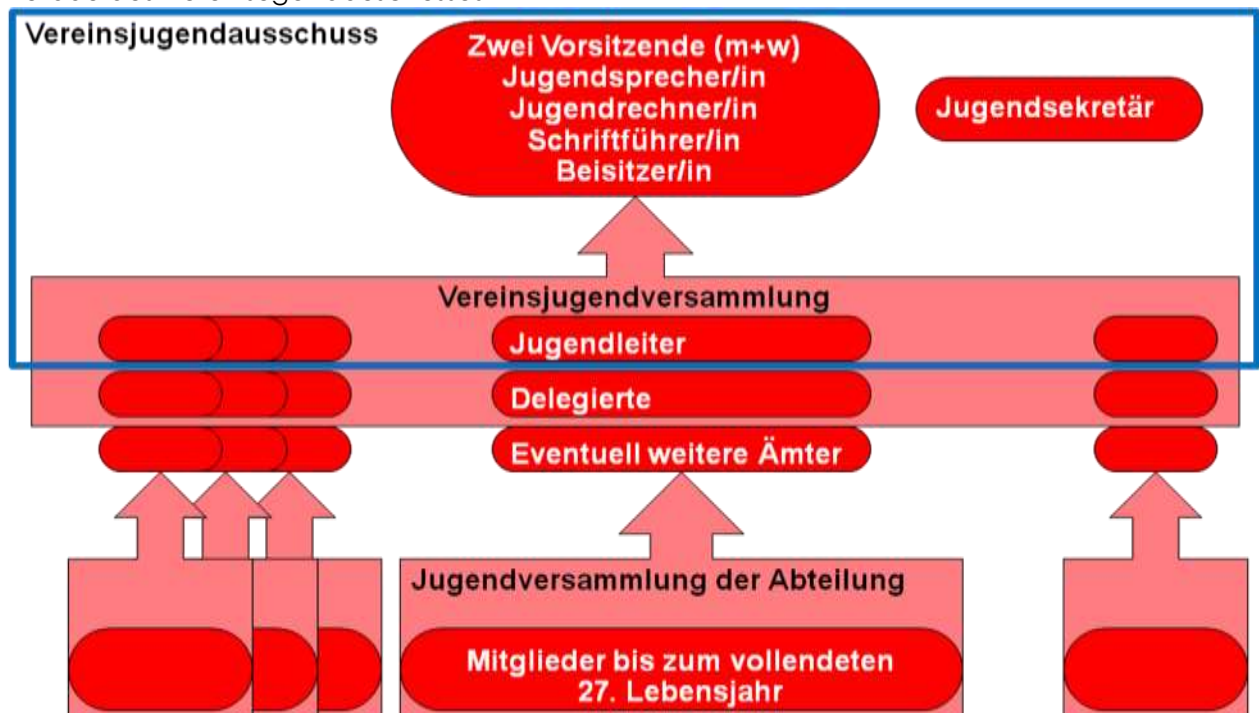 Vereinsjugendausschuss
Zwei Vorsitzende (m+w)
Jugendsprecher/in
Jugendrechner/in
Schriftführer/in
Beisitzer/in
Jugendsekretär
Vereinsjugendversammlung
Jugendleiter
Delegierte
Eventuell weitere Ämter
Jugendversammlung der Abteilung
Mitglieder bis zum vollendeten
27. Lebensjahr